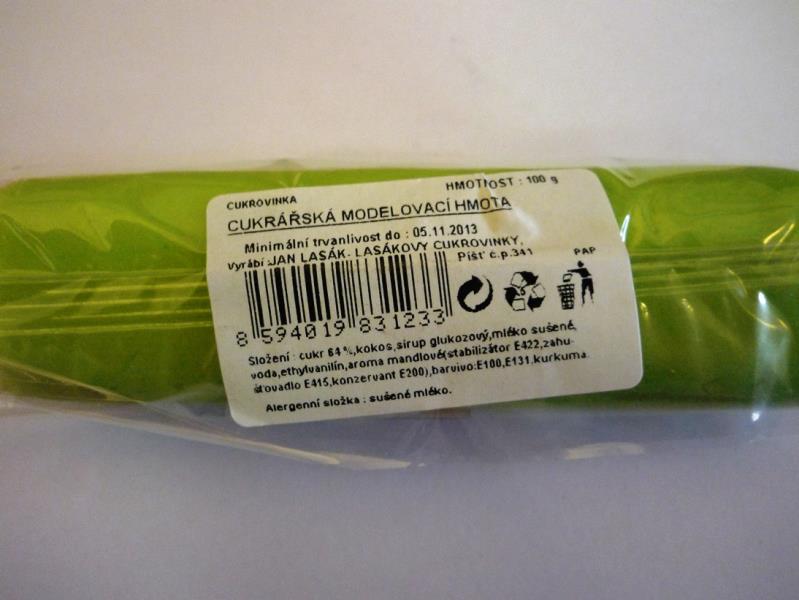 CUKROVINKA
HMOTNOST : 100 g
CUKRÁŘSKÁ MODELOVACÍ HMOTA
Minimální trvanlivost do : 05.11.2013
Vyrábí :JAN LASÁK- LASÁKOVY CUKROVINKY,
Píšť č.p.341
PAP
8 594019 831233
Složení : cukr 64 %,kokos,sirup glukozový,mléko sušené,
voda,ethylvanilín,aroma mandlové(stabilizátor E422,zahu-
šťovadlo E415,konzervant E200),barvivo:E100,E131,kurkuma.
Alergenní složka : sušené mléko.